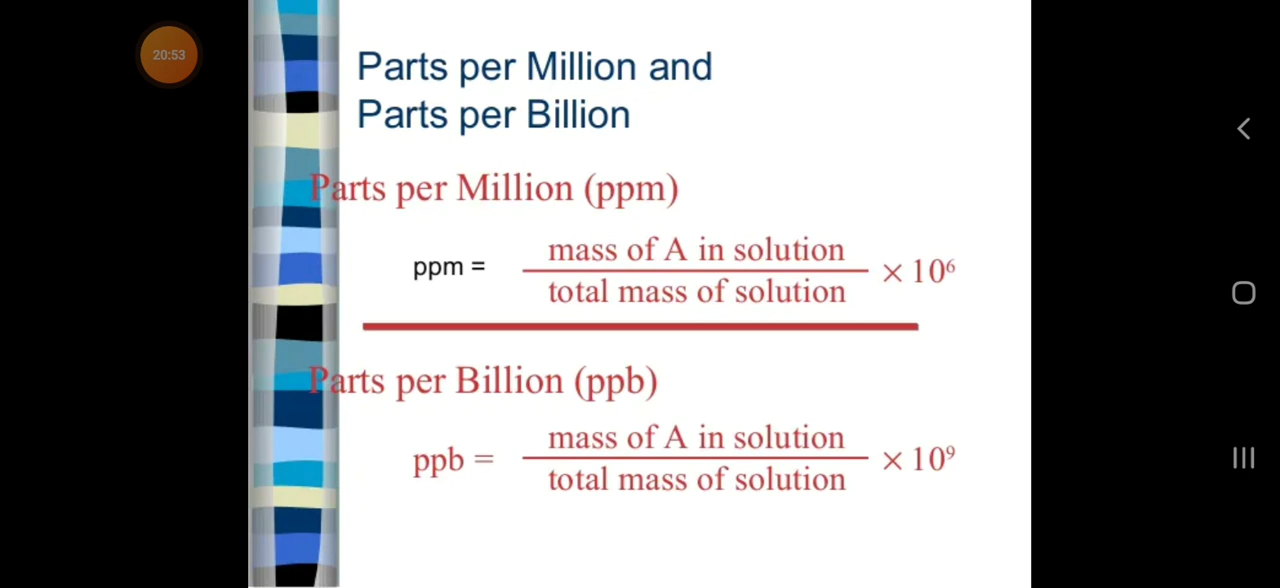 20:53
Parts per Million and
Parts per Billion
Parts per Million (ppm)
ppm = mass of A in solution / total mass of solution × 10⁶
Parts per Billion (ppb)
ppb = mass of A in solution / total mass of solution × 10⁹